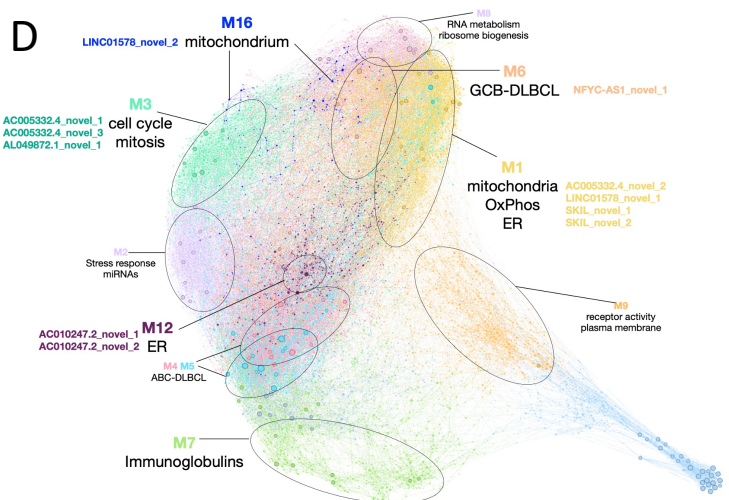 D
M16
LINC01578_novel_2 mitochondrium
M8
RNA metabolism
ribosome biogenesis
M6
GCB-DLBCL NFYC-AS1_novel_1
M3
cell cycle
mitosis
AC005332.4_novel_1
AC005332.4_novel_3
AL049872.1_novel_1
M1
mitochondria
OxPhos
ER
AC005332.4_novel_2
LINC01578_novel_1
SKIL_novel_1
SKIL_novel_2
M2
Stress response
miRNAs
M9
receptor activity
plasma membrane
M12
ER
AC010247.2_novel_1
AC010247.2_novel_2
M4 M5
ABC-DLBCL
M7
Immunoglobulins